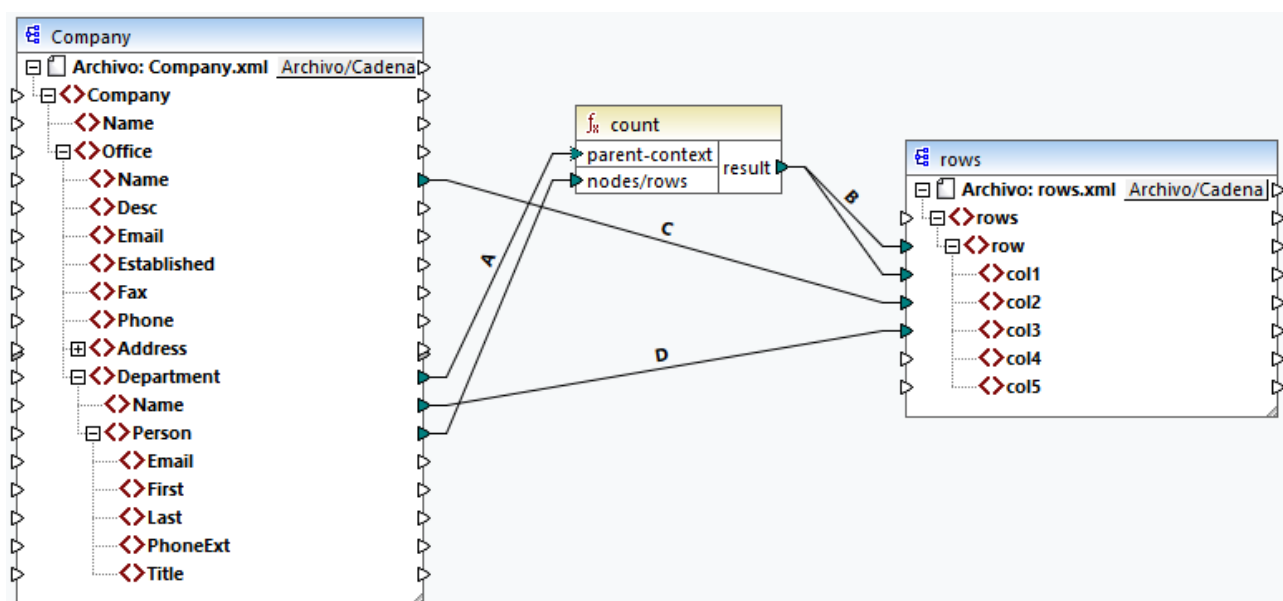 Company
Archivo: Company.xml Archivo/Cadena
Company
Name
Office
Name
Desc
Email
Established
Fax
Phone
Address
Department
Name
Person
Email
First
Last
PhoneExt
Title
A
fx count
parent-context
nodes/rows
result
B
C
D
rows
Archivo: rows.xml Archivo/Cadena
rows
row
col1
col2
col3
col4
col5